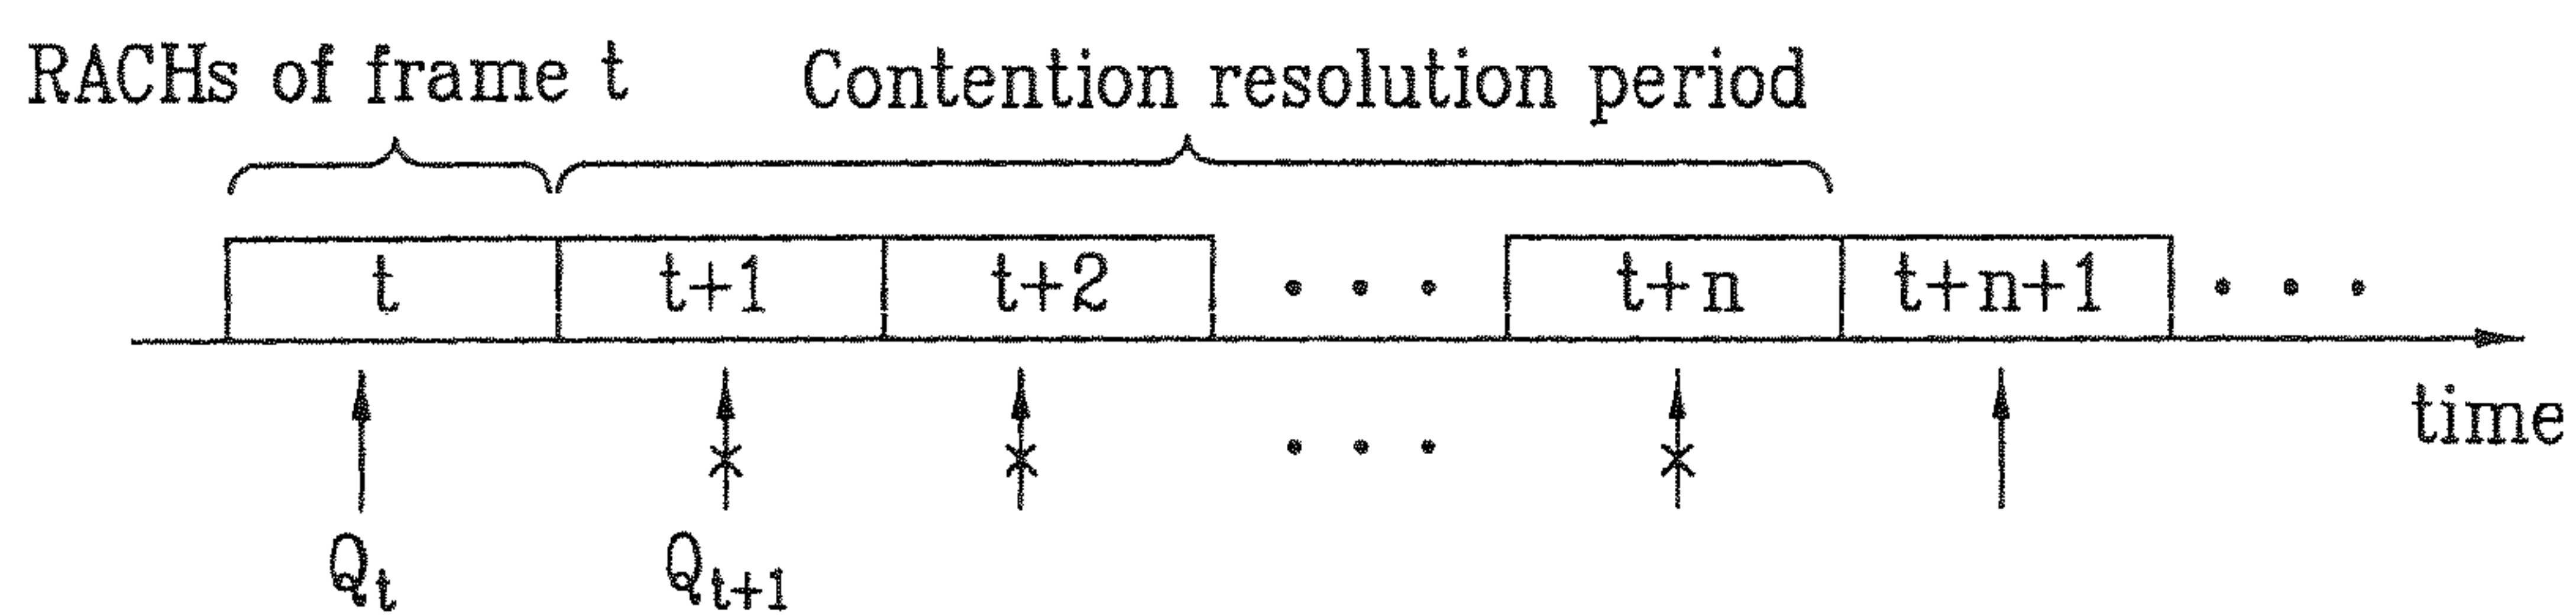 RACHs of frame t Contention resolution period
t t+1 t+2 • • • t+n t+n+1 • • •
time
• • •
Qt Qt+1